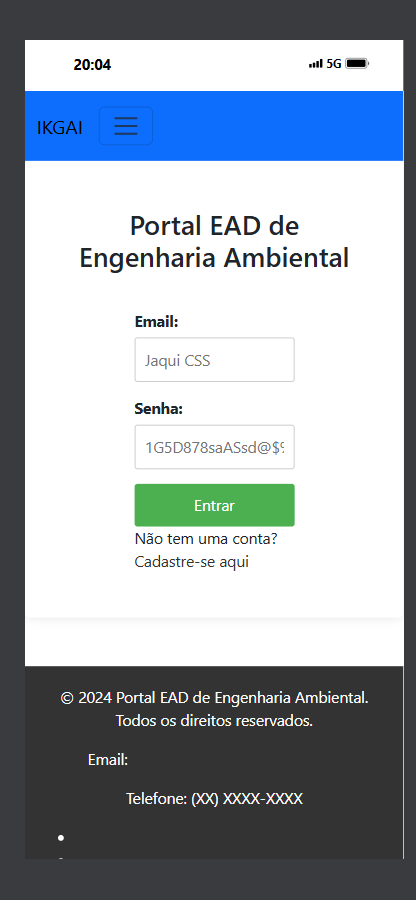 20:04
5G
IKGAI
Portal EAD de
Engenharia Ambiental
Email:
Jaqui CSS
Senha:
1G5D878saASsd@$%
Entrar
Não tem uma conta?
Cadastre-se aqui
© 2024 Portal EAD de Engenharia Ambiental.
Todos os direitos reservados.
Email:
Telefone: (XX) XXXX-XXXX